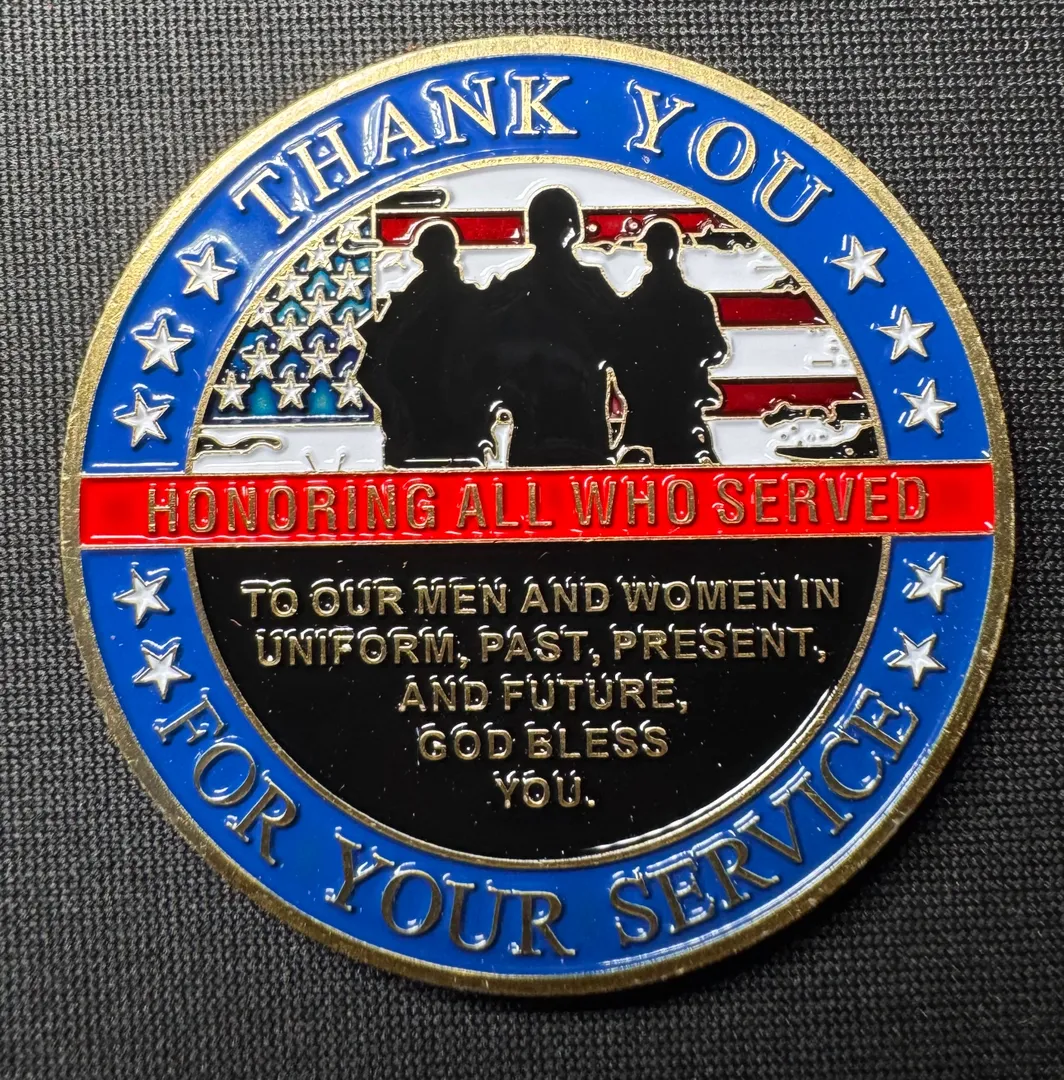 THANK YOU
HONORING ALL WHO SERVED
TO OUR MEN AND WOMEN IN
UNIFORM, PAST, PRESENT,
AND FUTURE,
GOD BLESS
YOU.
FOR YOUR SERVICE